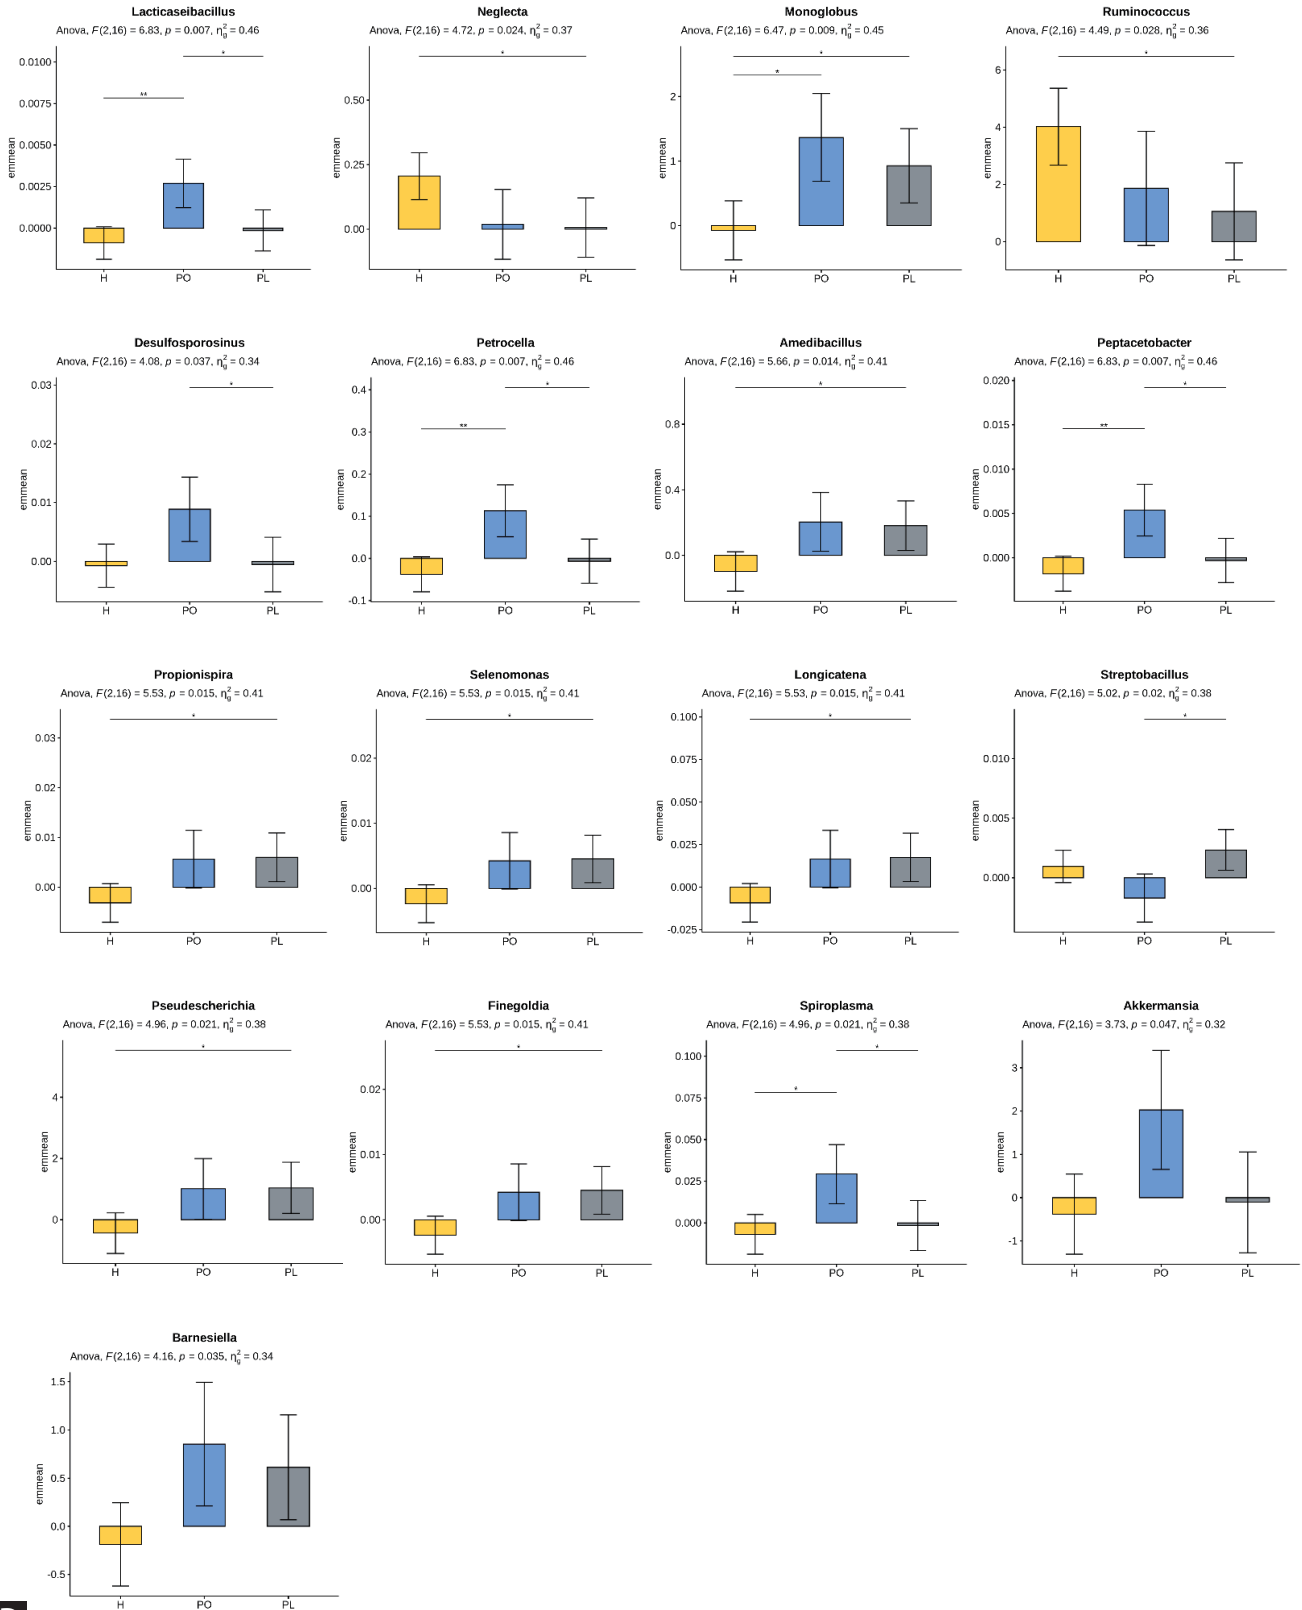 Lacticaseibacillus
Anova, F(2,16) = 6.83, p = 0.007, η²g = 0.46
0.0100
0.0075
0.0050
0.0025
0.0000
emmean
**
*
H PO PL
Neglecta
Anova, F(2,16) = 4.72, p = 0.024, η²g = 0.37
0.50
0.25
0.00
emmean
*
H PO PL
Monoglobus
Anova, F(2,16) = 6.47, p = 0.009, η²g = 0.45
2
1
0
emmean
*
*
H PO PL
Ruminococcus
Anova, F(2,16) = 4.49, p = 0.028, η²g = 0.36
6
4
2
0
emmean
*
H PO PL
Desulfosporosinus
Anova, F(2,16) = 4.08, p = 0.037, η²g = 0.34
0.03
0.02
0.01
0.00
emmean
*
H PO PL
Petrocella
Anova, F(2,16) = 6.83, p = 0.007, η²g = 0.46
0.4
0.3
0.2
0.1
0.0
-0.1
emmean
**
*
H PO PL
Amedibacillus
Anova, F(2,16) = 5.66, p = 0.014, η²g = 0.41
0.8
0.4
0.0
emmean
*
H PO PL
Peptacetobacter
Anova, F(2,16) = 6.83, p = 0.007, η²g = 0.46
0.020
0.015
0.010
0.005
0.000
emmean
**
*
H PO PL
Propionispira
Anova, F(2,16) = 5.53, p = 0.015, η²g = 0.41
0.03
0.02
0.01
0.00
emmean
*
H PO PL
Selenomonas
Anova, F(2,16) = 5.53, p = 0.015, η²g = 0.41
0.02
0.01
0.00
emmean
*
H PO PL
Longicatena
Anova, F(2,16) = 5.53, p = 0.015, η²g = 0.41
0.100
0.075
0.050
0.025
0.000
-0.025
emmean
*
H PO PL
Streptobacillus
Anova, F(2,16) = 5.02, p = 0.02, η²g = 0.38
0.010
0.005
0.000
emmean
*
H PO PL
Pseudescherichia
Anova, F(2,16) = 4.96, p = 0.021, η²g = 0.38
4
2
0
emmean
*
H PO PL
Finegoldia
Anova, F(2,16) = 5.53, p = 0.015, η²g = 0.41
0.02
0.01
0.00
emmean
*
H PO PL
Spiroplasma
Anova, F(2,16) = 4.96, p = 0.021, η²g = 0.38
0.100
0.075
0.050
0.025
0.000
emmean
*
*
H PO PL
Akkermansia
Anova, F(2,16) = 3.73, p = 0.047, η²g = 0.32
3
2
1
0
-1
emmean
H PO PL
Barnesiella
Anova, F(2,16) = 4.16, p = 0.035, η²g = 0.34
1.5
1.0
0.5
0.0
-0.5
emmean
H PO PL